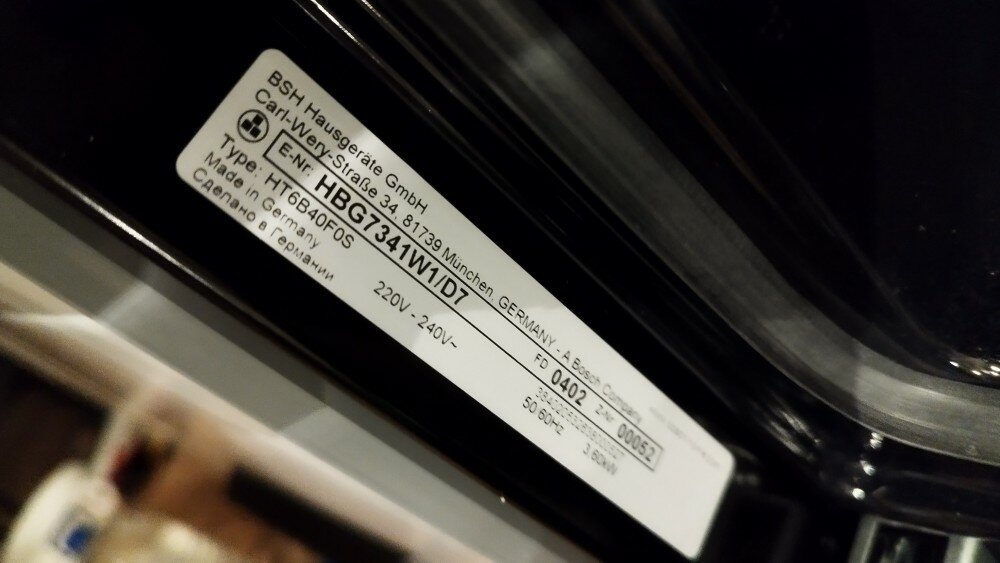 BSH Hausgeräte GmbH
Carl-Wery-Straße 34, 81739 München, GERMANY - A Bosch Company
E-Nr. HBG7341W1/D7 FD 0402 Z-Nr 00052
Type: HT6B40F0S
Made in Germany 220V - 240V~ 50,60Hz 3,60kW
Сделано в Германии